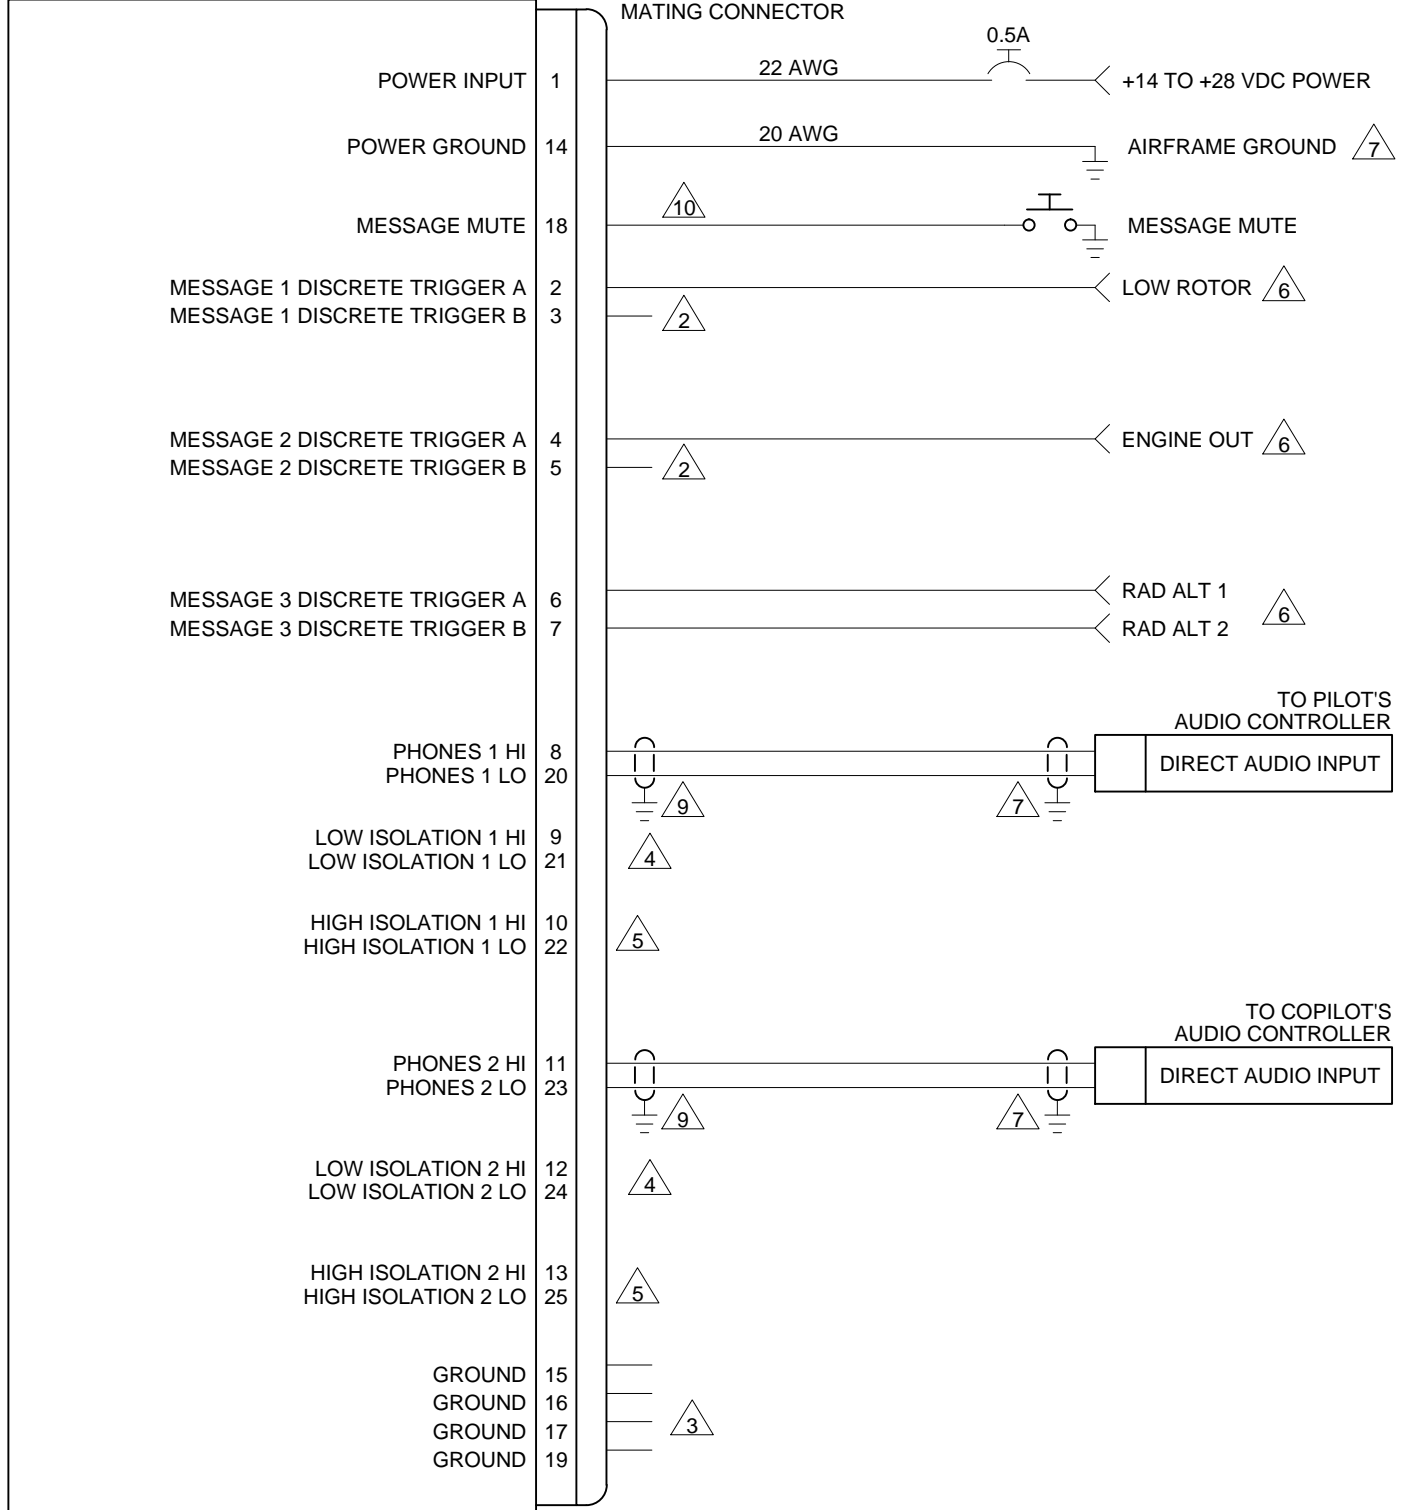 MATING CONNECTOR
0.5A
POWER INPUT 1 22 AWG +14 TO +28 VDC POWER
POWER GROUND 14 20 AWG AIRFRAME GROUND 7
MESSAGE MUTE 18 10 MESSAGE MUTE
MESSAGE 1 DISCRETE TRIGGER A 2 LOW ROTOR 6
MESSAGE 1 DISCRETE TRIGGER B 3 2
MESSAGE 2 DISCRETE TRIGGER A 4 ENGINE OUT 6
MESSAGE 2 DISCRETE TRIGGER B 5 2
MESSAGE 3 DISCRETE TRIGGER A 6 RAD ALT 1
6
MESSAGE 3 DISCRETE TRIGGER B 7 RAD ALT 2
TO PILOT'S
AUDIO CONTROLLER
PHONES 1 HI 8
DIRECT AUDIO INPUT
PHONES 1 LO 20
9 7
LOW ISOLATION 1 HI 9
4
LOW ISOLATION 1 LO 21
HIGH ISOLATION 1 HI 10
5
HIGH ISOLATION 1 LO 22
TO COPILOT'S
AUDIO CONTROLLER
PHONES 2 HI 11
DIRECT AUDIO INPUT
PHONES 2 LO 23
9 7
LOW ISOLATION 2 HI 12
4
LOW ISOLATION 2 LO 24
HIGH ISOLATION 2 HI 13
5
HIGH ISOLATION 2 LO 25
GROUND 15
GROUND 16
3
GROUND 17
GROUND 19